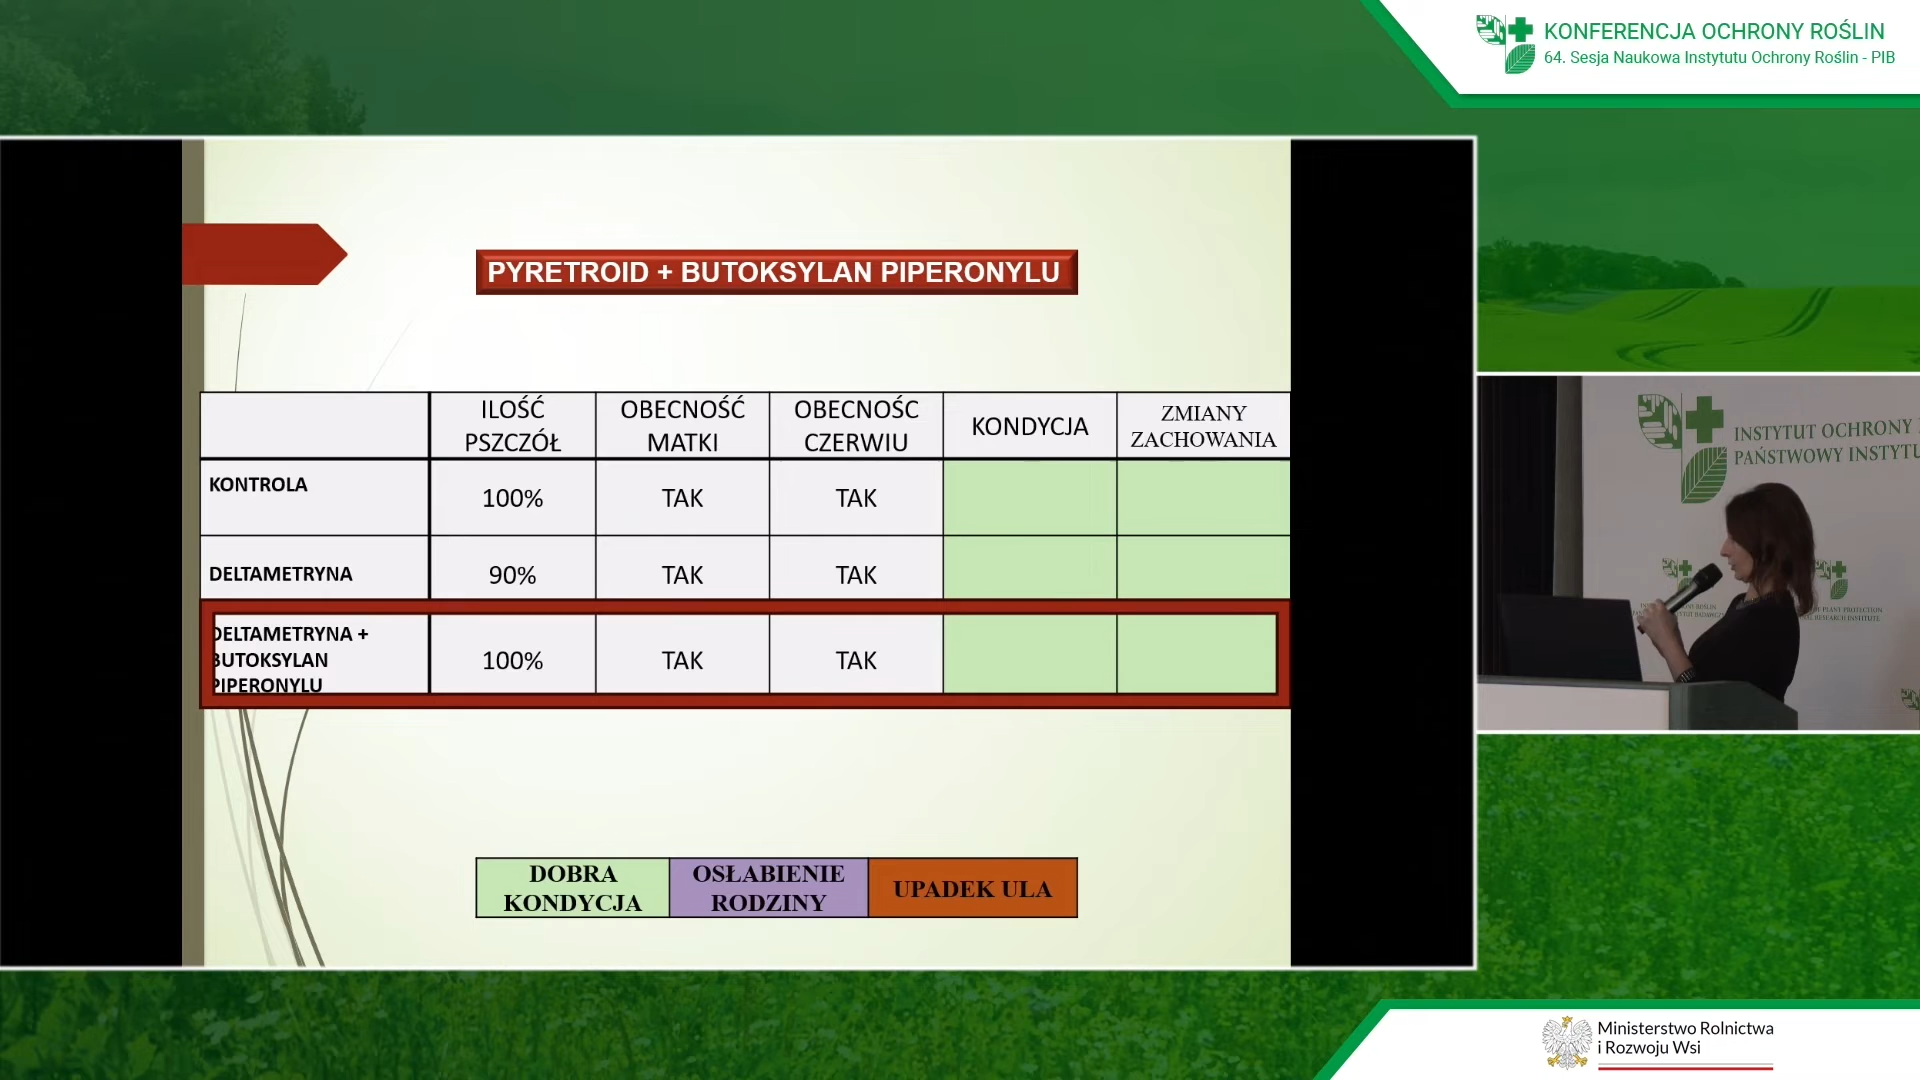 KONFERENCJA OCHRONY ROŚLIN
64. Sesja Naukowa Instytutu Ochrony Roślin - PIB
PYRETROID + BUTOKSYLAN PIPERONYLU
ILOŚĆ
PSZCZÓŁ
OBECNOŚĆ
MATKI
OBECNOŚC
CZERWIU
KONDYCJA
ZMIANY
ZACHOWANIA
KONTROLA
100%
TAK
TAK
DELTAMETRYNA
90%
TAK
TAK
DELTAMETRYNA +
BUTOKSYLAN
PIPERONYLU
100%
TAK
TAK
DOBRA
KONDYCJA
OSŁABIENIE
RODZINY
UPADEK ULA
INSTYTUT OCHRONY
PAŃSTWOWY
Ministerstwo Rolnictwa
i Rozwoju Wsi